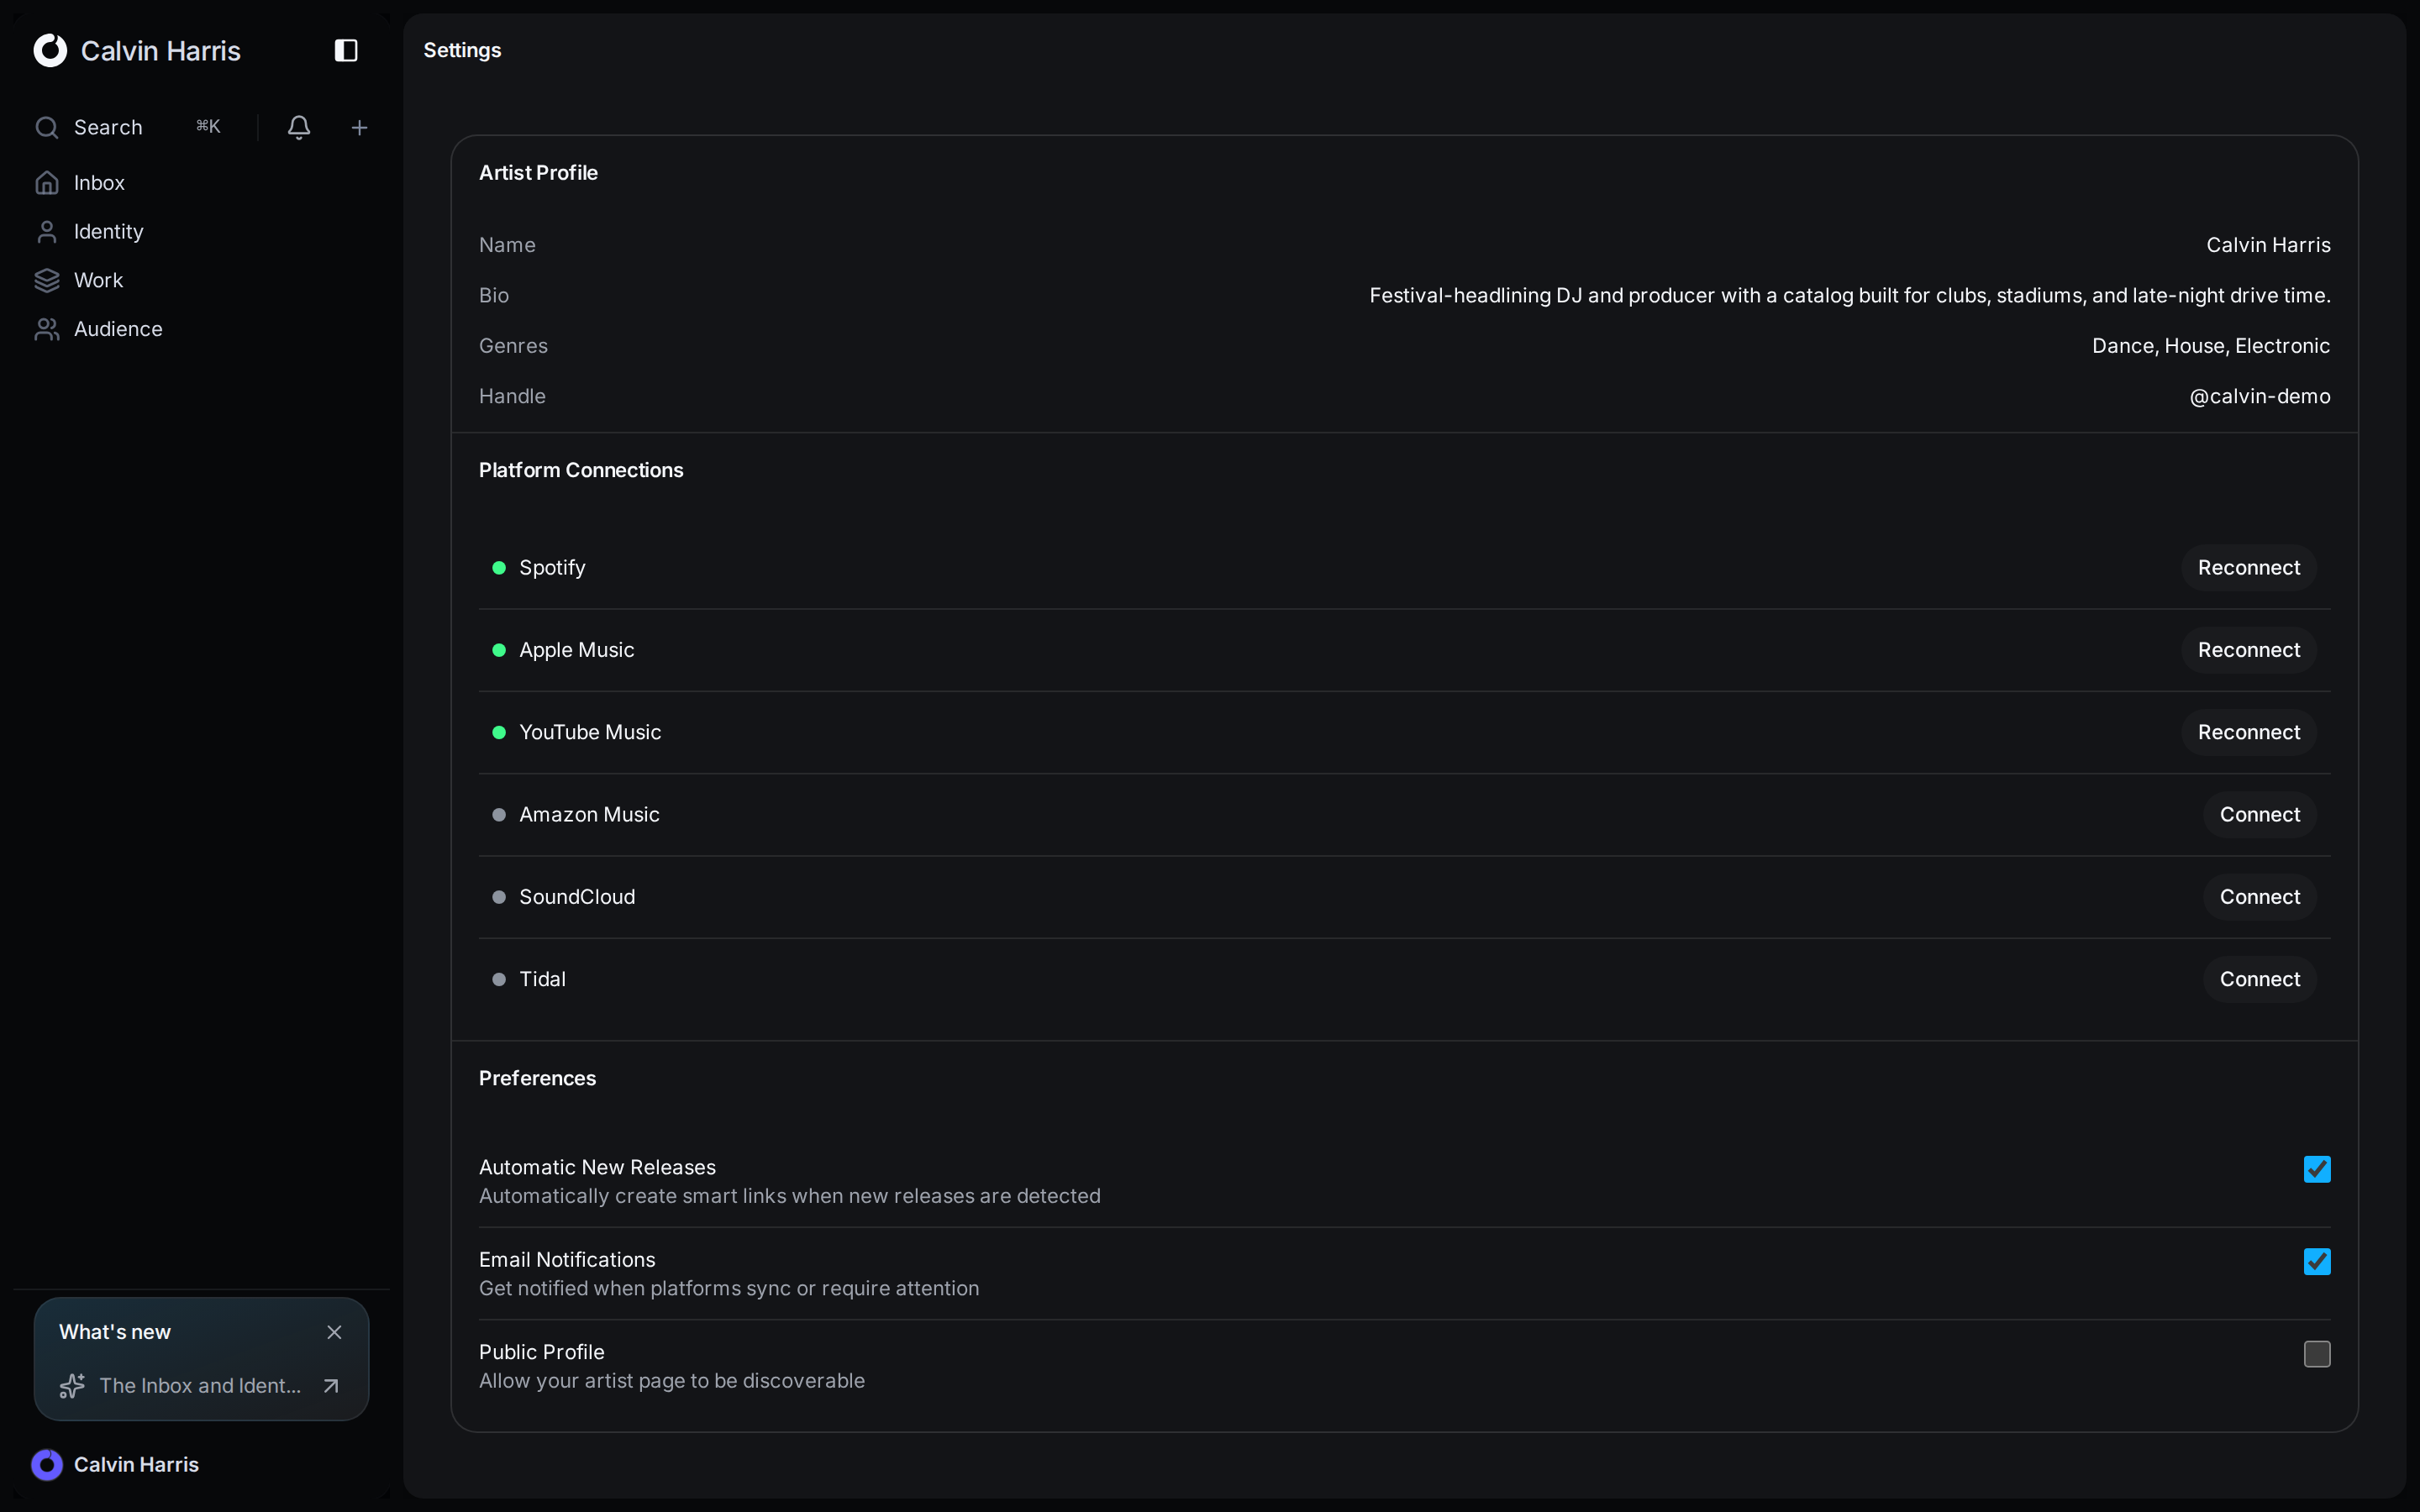 Calvin Harris
Search ⌘K
Inbox
Identity
Work
Audience
What's new
The Inbox and Ident...
Calvin Harris
Settings
Artist Profile
Name Calvin Harris
Bio Festival-headlining DJ and producer with a catalog built for clubs, stadiums, and late-night drive time.
Genres Dance, House, Electronic
Handle @calvin-demo
Platform Connections
Spotify Reconnect
Apple Music Reconnect
YouTube Music Reconnect
Amazon Music Connect
SoundCloud Connect
Tidal Connect
Preferences
Automatic New Releases
Automatically create smart links when new releases are detected
Email Notifications
Get notified when platforms sync or require attention
Public Profile
Allow your artist page to be discoverable